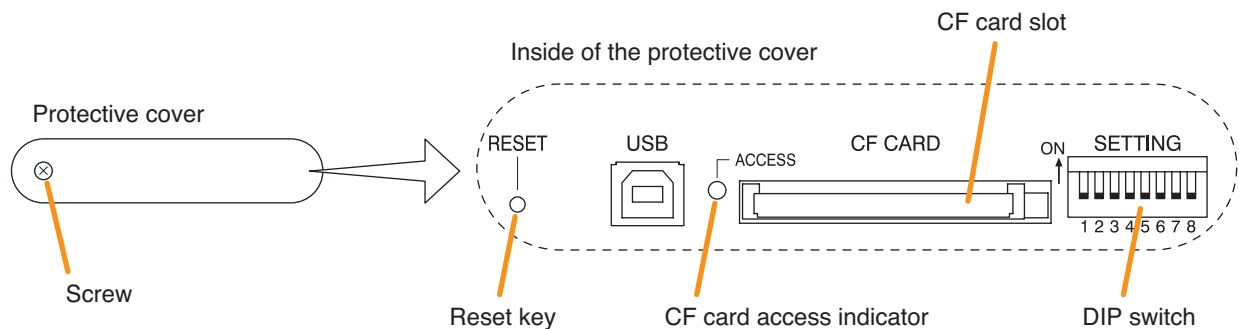 CF card slot
Inside of the protective cover
Protective cover
RESET
USB
ACCESS
CF CARD
ON
SETTING
1 2 3 4 5 6 7 8
Screw
Reset key
CF card access indicator
DIP switch